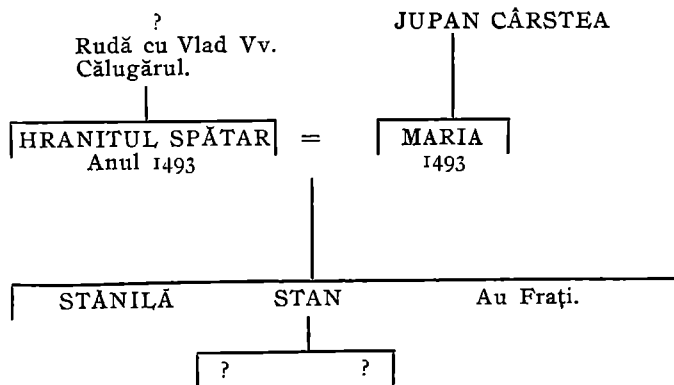 ?
Rudă cu Vlad Vv.
Călugărul.
JUPAN CÂRSTEA
HRANITUL SPĂTAR = MARIA
Anul 1493 1493
STĂNILĂ STAN Au Frați.
? ?